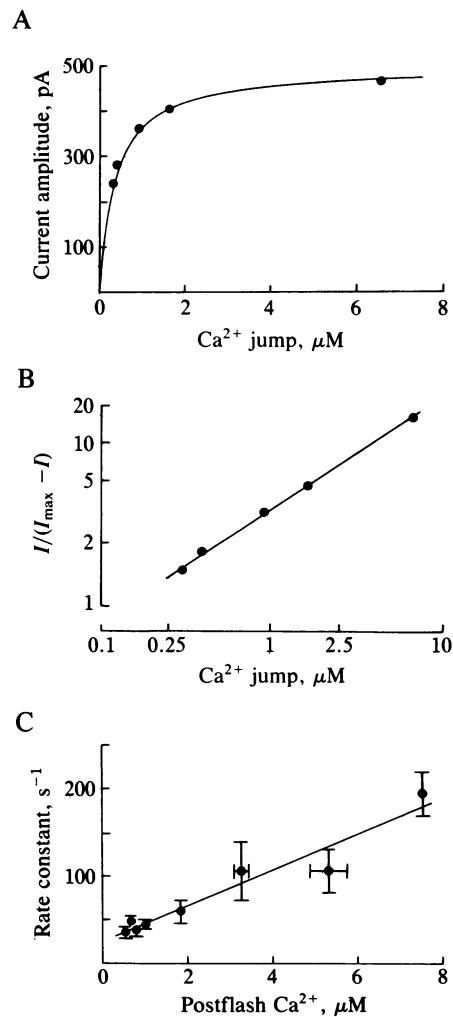 A
Current amplitude, pA
500
300
100
0
2
4
6
8
Ca²⁺ jump, μM
B
I/(Imax − I)
20
10
5
2
1
0.1
0.25
1
2.5
10
Ca²⁺ jump, μM
C
Rate constant, s⁻¹
200
100
0
2
4
6
8
Postflash Ca²⁺, μM